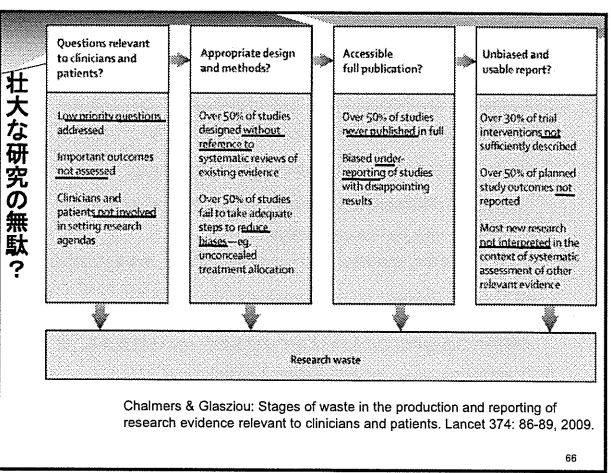 壮大な研究の無駄?
Questions relevant
to clinicians and
patients?
Low priority questions
addressed
Important outcomes
not assessed
Clinicians and
patients not involved
in setting research
agendas
Appropriate design
and methods?
Over 50% of studies
designed without
reference to
systematic reviews of
existing evidence
Over 50% of studies
fail to take adequate
steps to reduce
biases—eg,
unconcealed
treatment allocation
Accessible
full publication?
Over 50% of studies
never published in full
Biased under-
reporting of studies
with disappointing
results
Unbiased and
usable report?
Over 30% of trial
interventions not
sufficiently described
Over 50% of planned
study outcomes not
reported
Most new research
not interpreted in the
context of systematic
assessment of other
relevant evidence
Research waste
Chalmers & Glasziou: Stages of waste in the production and reporting of
research evidence relevant to clinicians and patients. Lancet 374: 86-89, 2009.
66